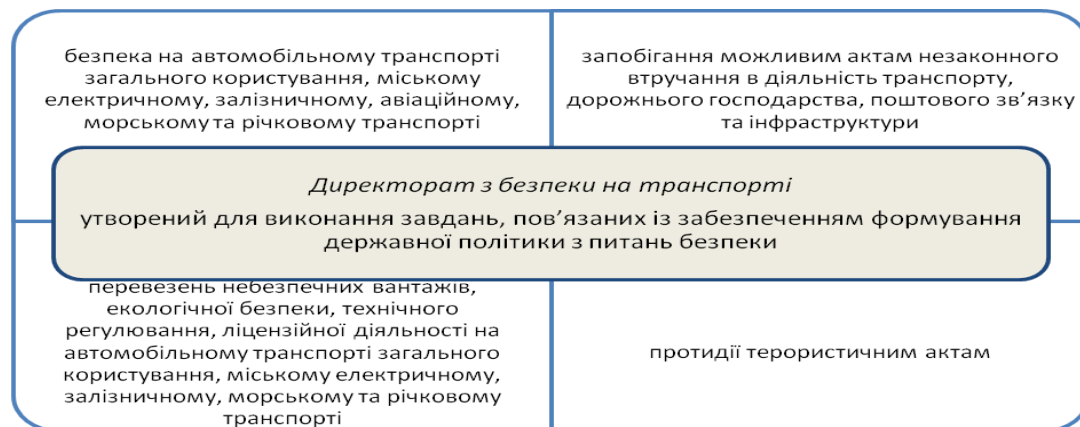 безпека на автомобільному транспорті
загального користування, міському
електричному, залізничному, авіаційному,
морському та річковому транспорті
запобігання можливим актам незаконного
втручання в діяльність транспорту,
дорожнього господарства, поштового зв’язку
та інфраструктури
Директорат з безпеки на транспорті
утворений для виконання завдань, пов’язаних із забезпеченням формування
державної політики з питань безпеки
перевезень небезпечних вантажів,
екологічної безпеки, технічного
регулювання, ліцензійної діяльності на
автомобільному транспорті загального
користування, міському електричному,
залізничному, морському та річковому
транспорті
протидії терористичним актам